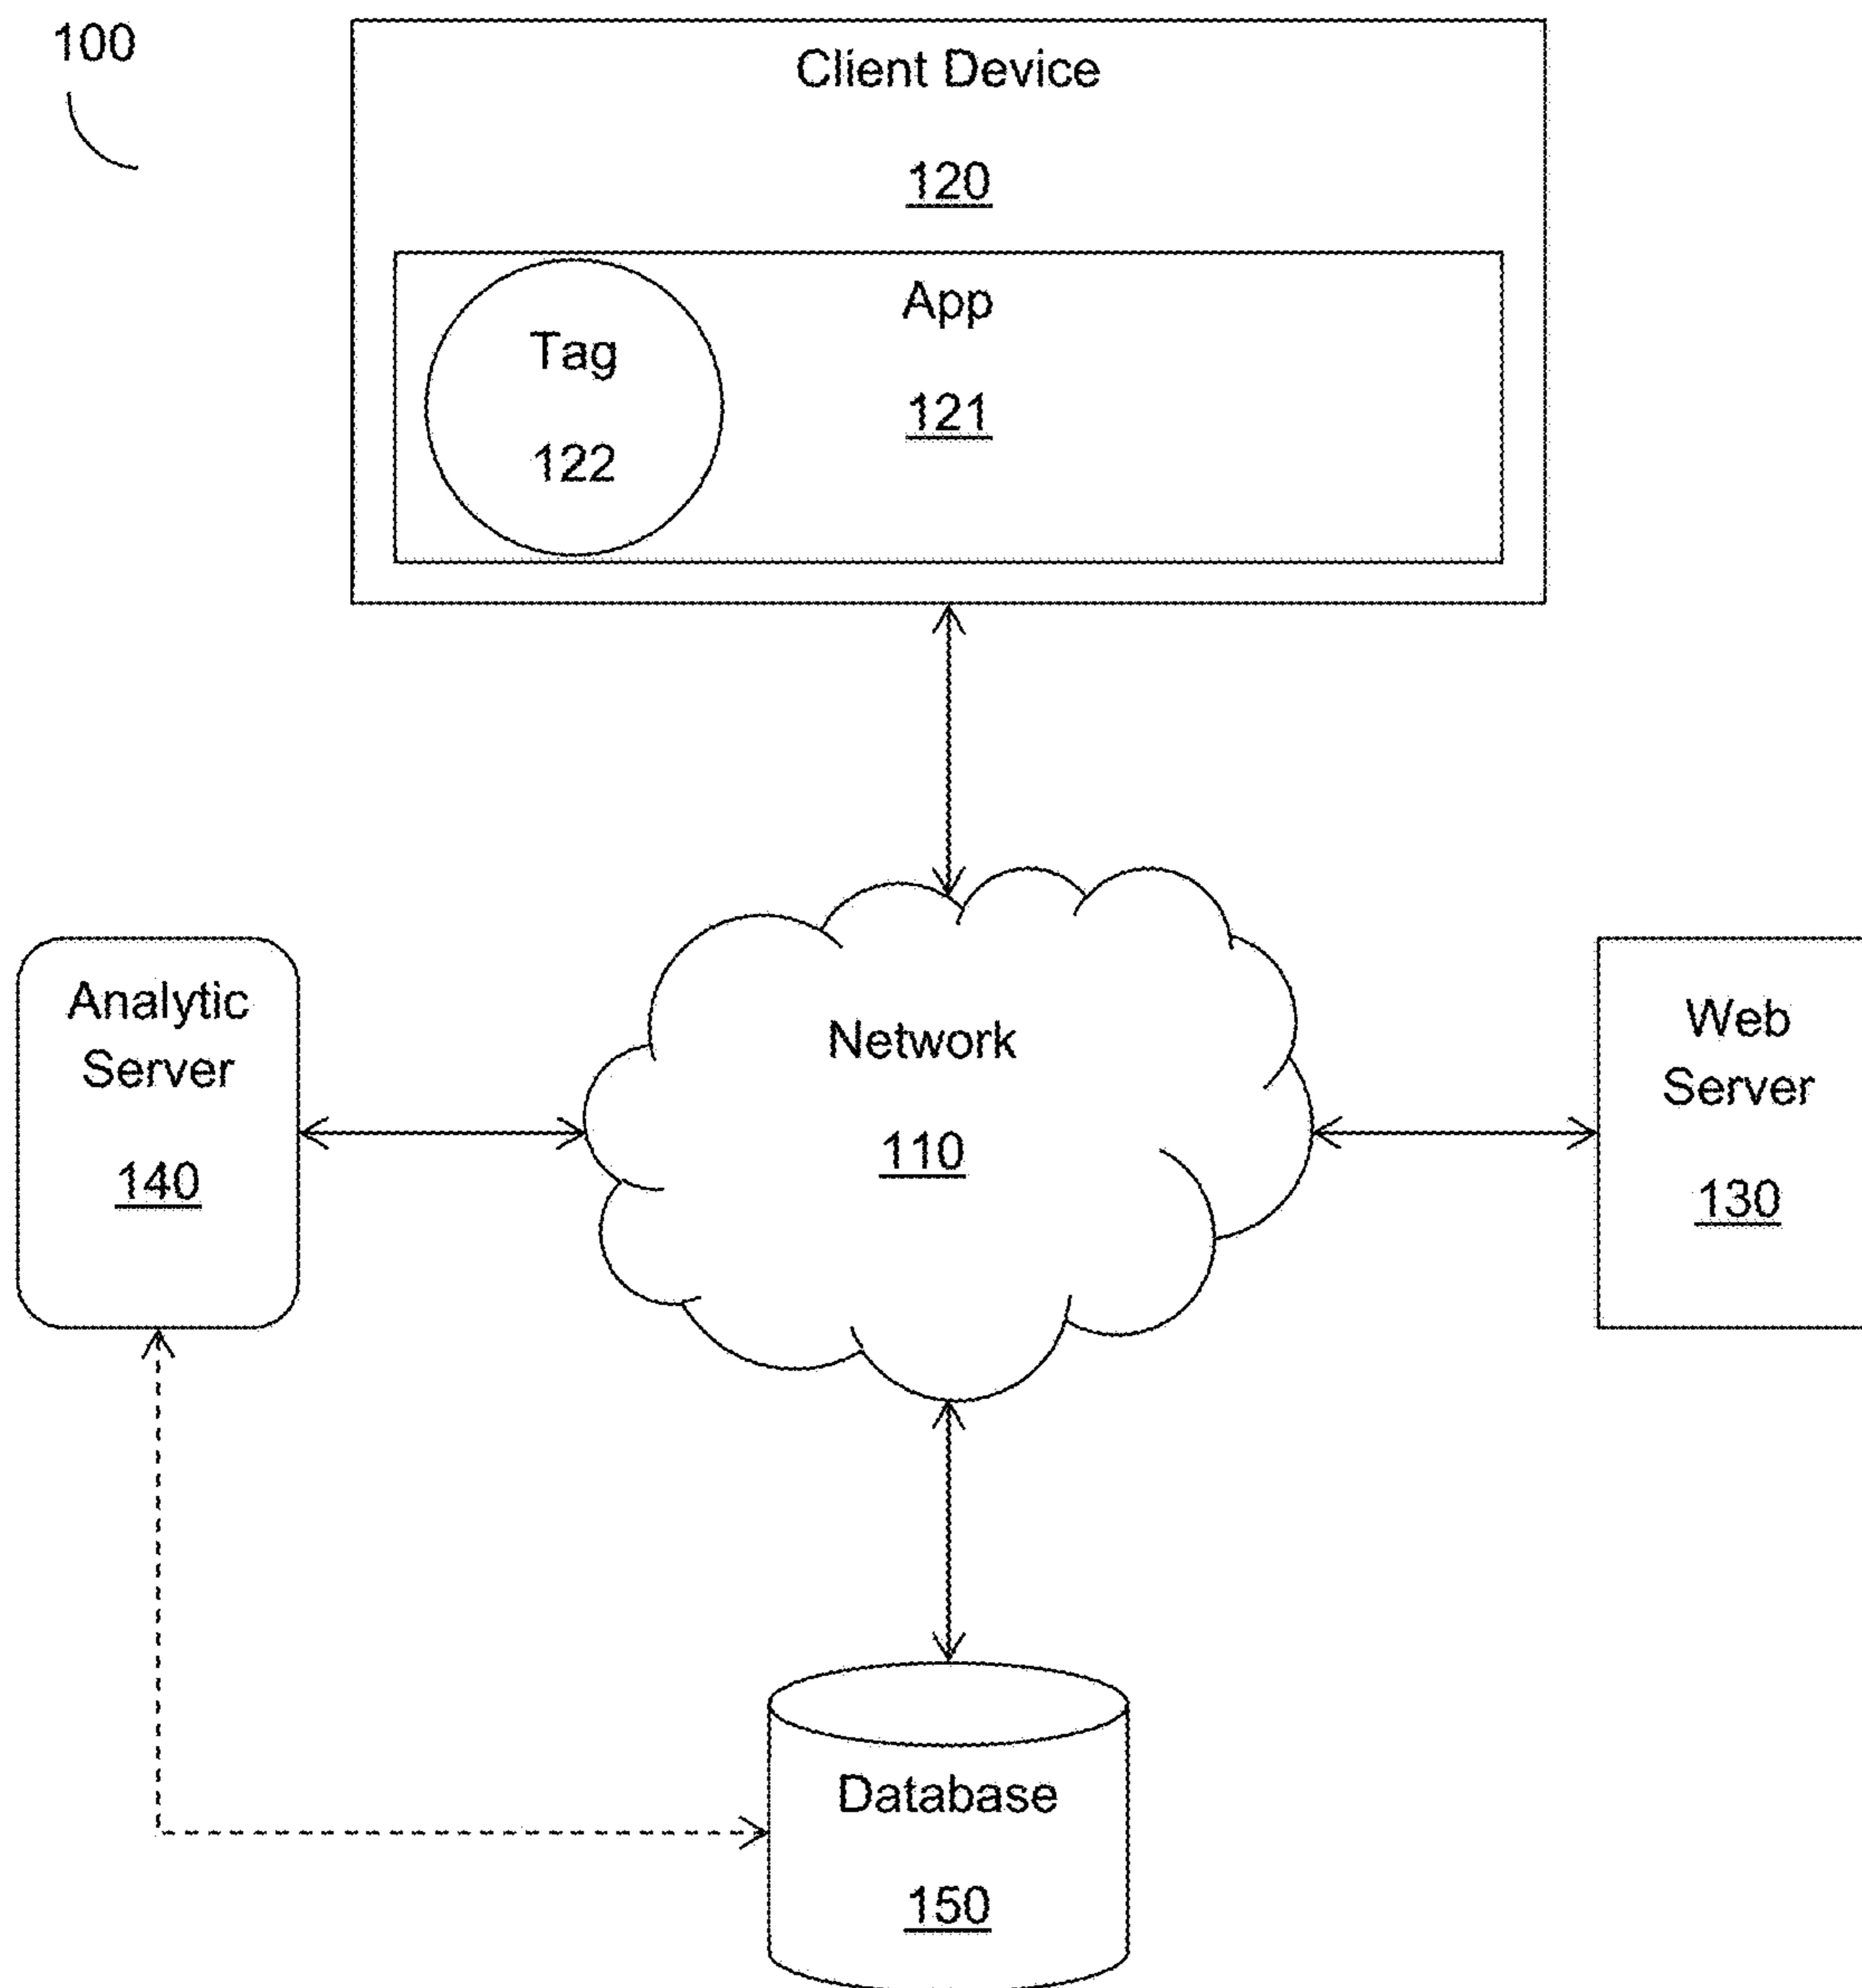 100
Client Device
120
App
121
Tag
122
Network
110
Analytic
Server
140
Web
Server
130
Database
150